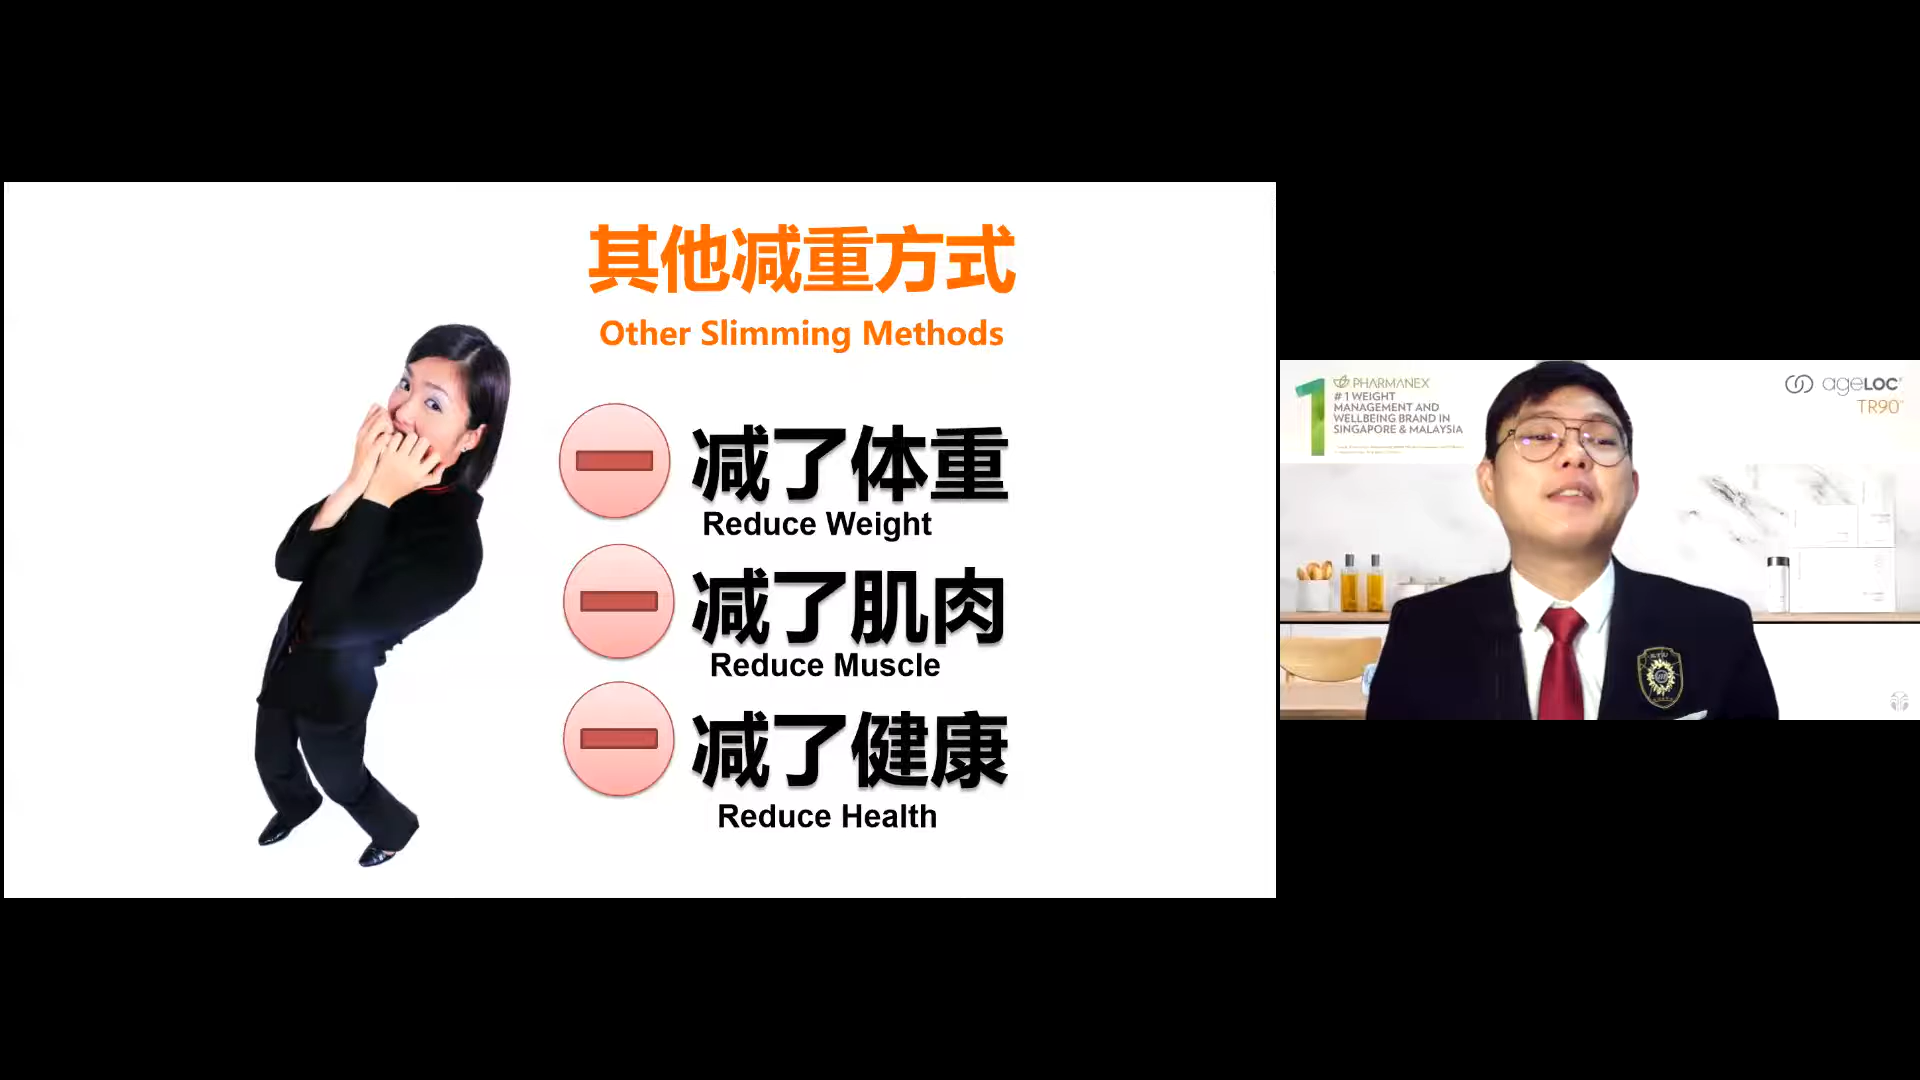 其他减重方式
Other Slimming Methods
减了体重
Reduce Weight
减了肌肉
Reduce Muscle
减了健康
Reduce Health
1
PHARMANEX
#1 WEIGHT
MANAGEMENT AND
WELLBEING BRAND IN
SINGAPORE & MALAYSIA
ageLOC
TR90